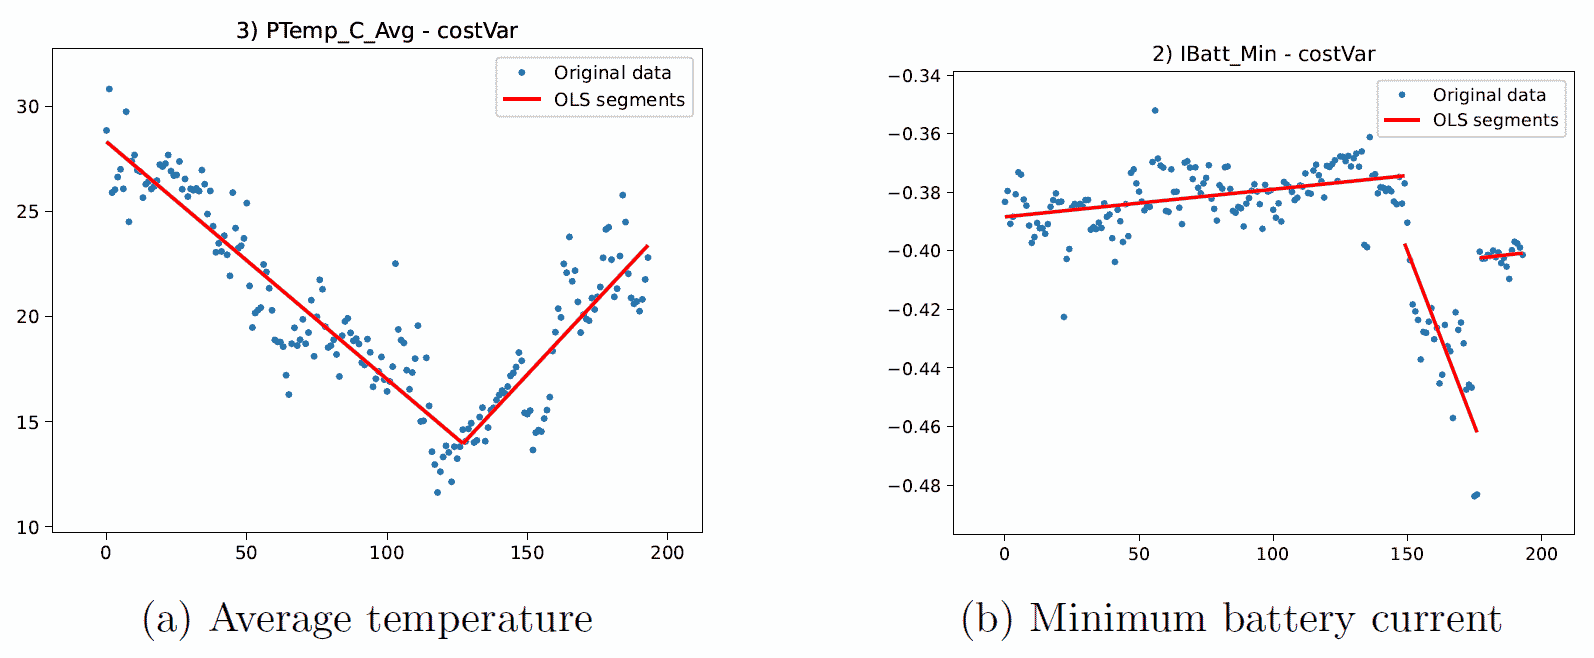 3) PTemp_C_Avg - costVar
Original data
OLS segments
30
25
20
15
10
0 50 100 150 200
(a) Average temperature
2) IBatt_Min - costVar
Original data
OLS segments
−0.34
−0.36
−0.38
−0.40
−0.42
−0.44
−0.46
−0.48
0 50 100 150 200
(b) Minimum battery current